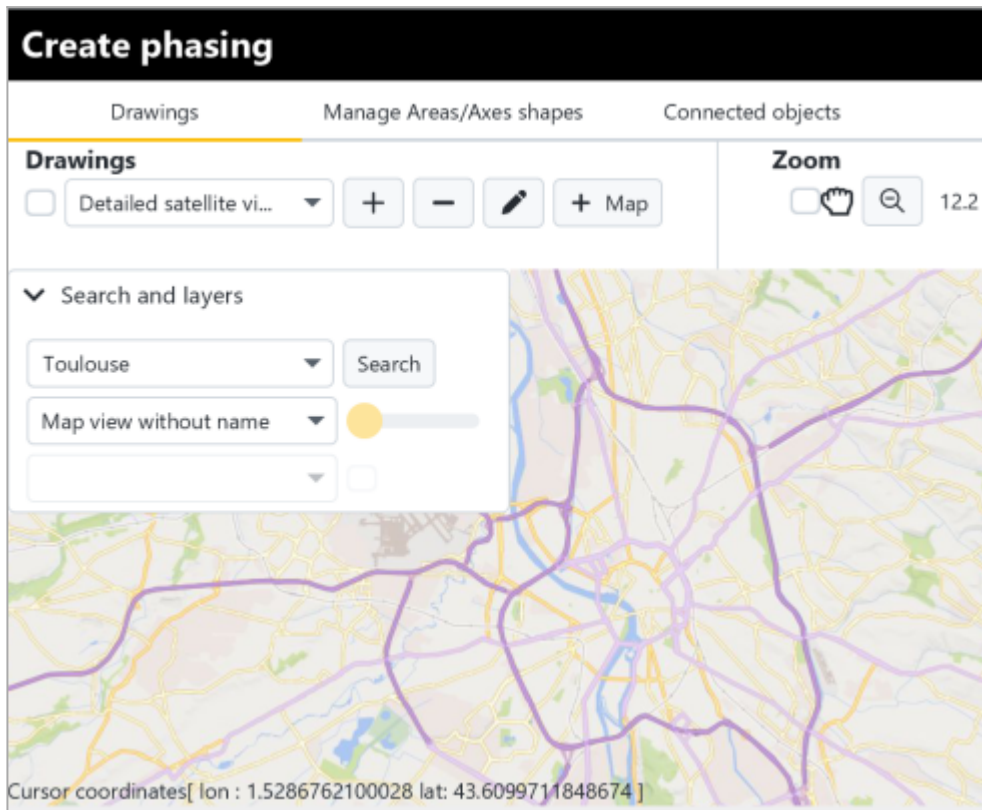 Create phasing
Drawings Manage Areas/Axes shapes Connected objects
Drawings Zoom
Detailed satellite vi... + Map 12.2
Search and layers
Toulouse Search
Map view without name
Cursor coordinates[ lon : 1.5286762100028 lat: 43.6099711848674 ]